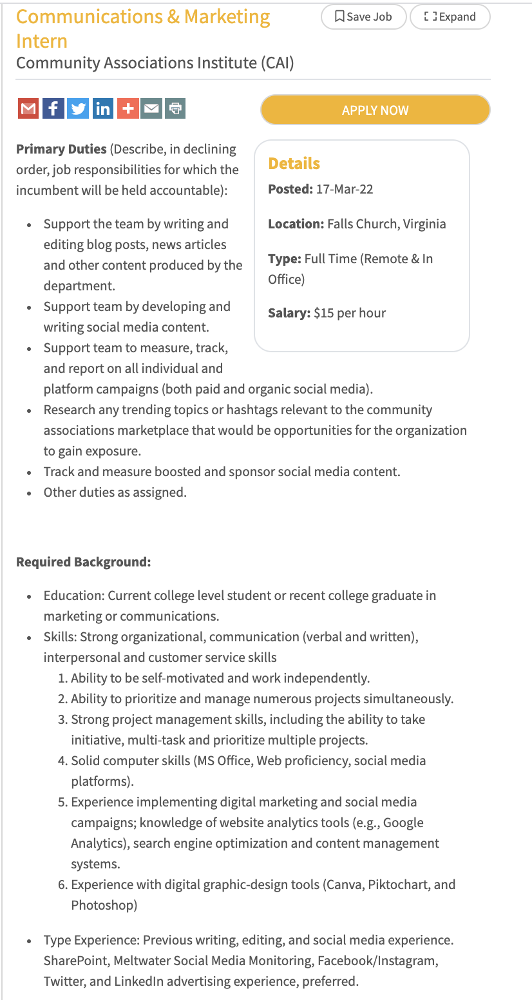 Communications & Marketing
Intern
Save Job
Expand
Community Associations Institute (CAI)
APPLY NOW
Primary Duties (Describe, in declining
order, job responsibilities for which the
incumbent will be held accountable):
Details
Posted: 17-Mar-22
Location: Falls Church, Virginia
Type: Full Time (Remote & In
Office)
Salary: $15 per hour
• Support the team by writing and
editing blog posts, news articles
and other content produced by the
department.
• Support team by developing and
writing social media content.
• Support team to measure, track,
and report on all individual and
platform campaigns (both paid and organic social media).
• Research any trending topics or hashtags relevant to the community
associations marketplace that would be opportunities for the organization
to gain exposure.
• Track and measure boosted and sponsor social media content.
• Other duties as assigned.
Required Background:
• Education: Current college level student or recent college graduate in
marketing or communications.
• Skills: Strong organizational, communication (verbal and written),
interpersonal and customer service skills
1. Ability to be self-motivated and work independently.
2. Ability to prioritize and manage numerous projects simultaneously.
3. Strong project management skills, including the ability to take
initiative, multi-task and prioritize multiple projects.
4. Solid computer skills (MS Office, Web proficiency, social media
platforms).
5. Experience implementing digital marketing and social media
campaigns; knowledge of website analytics tools (e.g., Google
Analytics), search engine optimization and content management
systems.
6. Experience with digital graphic-design tools (Canva, Piktochart, and
Photoshop)
• Type Experience: Previous writing, editing, and social media experience.
SharePoint, Meltwater Social Media Monitoring, Facebook/Instagram,
Twitter, and LinkedIn advertising experience, preferred.